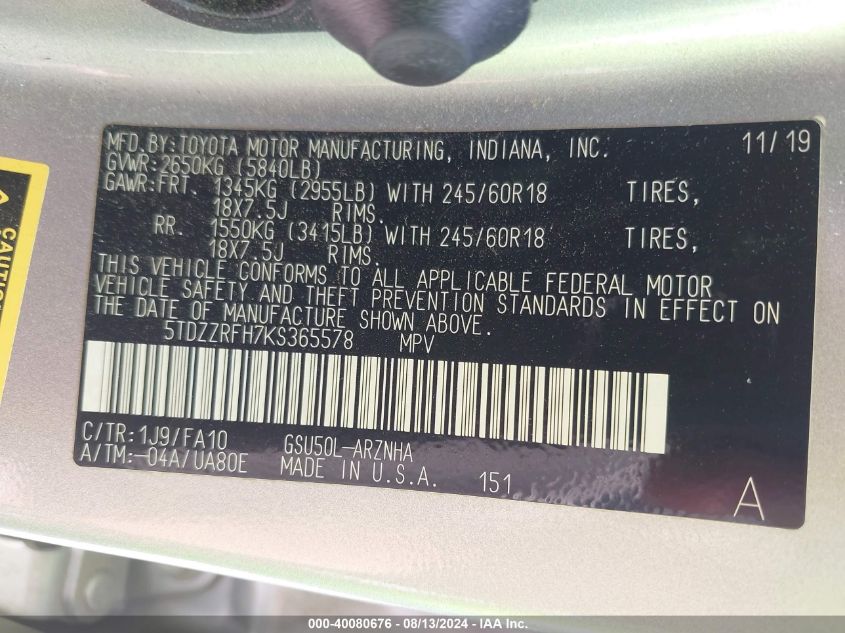 MFD.BY:TOYOTA MOTOR MANUFACTURING, INDIANA, INC. 11/19
GVWR:2650KG (5840LB)
GAWR:FRT. 1345KG (2955LB) WITH 245/60R18 TIRES,
18X7.5J RIMS.
RR. 1550KG (3415LB) WITH 245/60R18 TIRES,
18X7.5J RIMS.
THIS VEHICLE CONFORMS TO ALL APPLICABLE FEDERAL MOTOR
VEHICLE SAFETY AND THEFT PREVENTION STANDARDS IN EFFECT ON
THE DATE OF MANUFACTURE SHOWN ABOVE.
5TDZZRFH7KS365578 MPV
C/TR:1J9/FA10 GSU50L-ARZNHA
A/TM:-04A/UA80E MADE IN U.S.A. 151 A
CAUTION
000-40080676 - 08/13/2024 - IAA Inc.